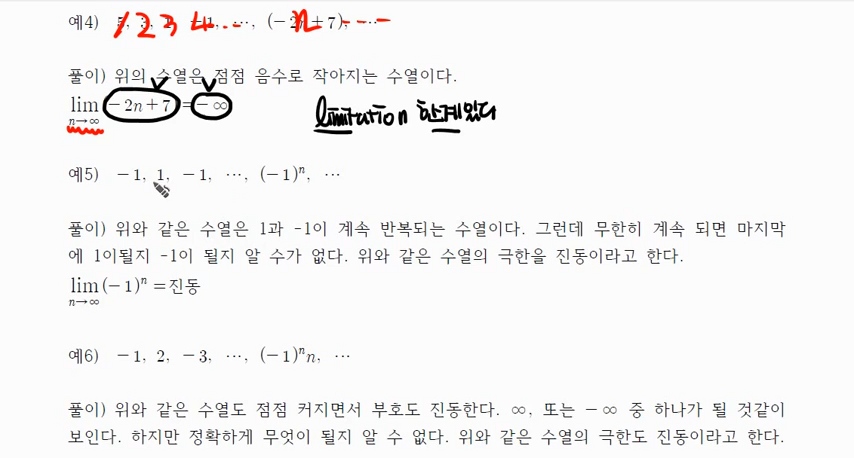 예4) 5, 3, 1, -1, ⋯, (-2n+7), ⋯
1 2 3 4 ⋯ n ⋯
풀이) 위의 수열은 점점 음수로 작아지는 수열이다.
lim n→∞ (-2n+7) = -∞
limitation 한계있다
예5) -1, 1, -1, ⋯, (-1)ⁿ, ⋯
풀이) 위와 같은 수열은 1과 -1이 계속 반복되는 수열이다. 그런데 무한히 계속 되면 마지막
에 1이될지 -1이 될지 알 수가 없다. 위와 같은 수열의 극한을 진동이라고 한다.
lim n→∞ (-1)ⁿ = 진동
예6) -1, 2, -3, ⋯, (-1)ⁿn, ⋯
풀이) 위와 같은 수열도 점점 커지면서 부호도 진동한다. ∞, 또는 -∞ 중 하나가 될 것같이
보인다. 하지만 정확하게 무엇이 될지 알 수 없다. 위와 같은 수열의 극한도 진동이라고 한다.